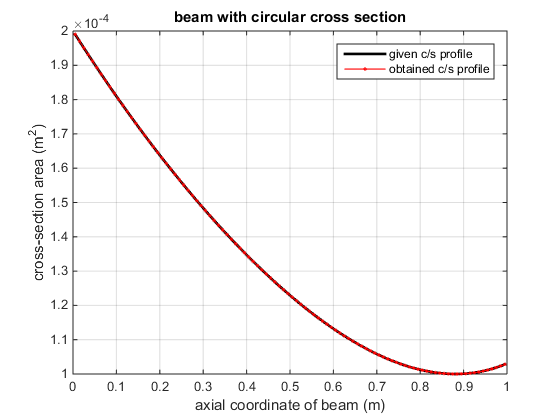 beam with circular cross section
×10⁻⁴
2
1.9
1.8
1.7
1.6
1.5
1.4
1.3
1.2
1.1
1
cross-section area (m²)
given c/s profile
obtained c/s profile
0 0.1 0.2 0.3 0.4 0.5 0.6 0.7 0.8 0.9 1
axial coordinate of beam (m)